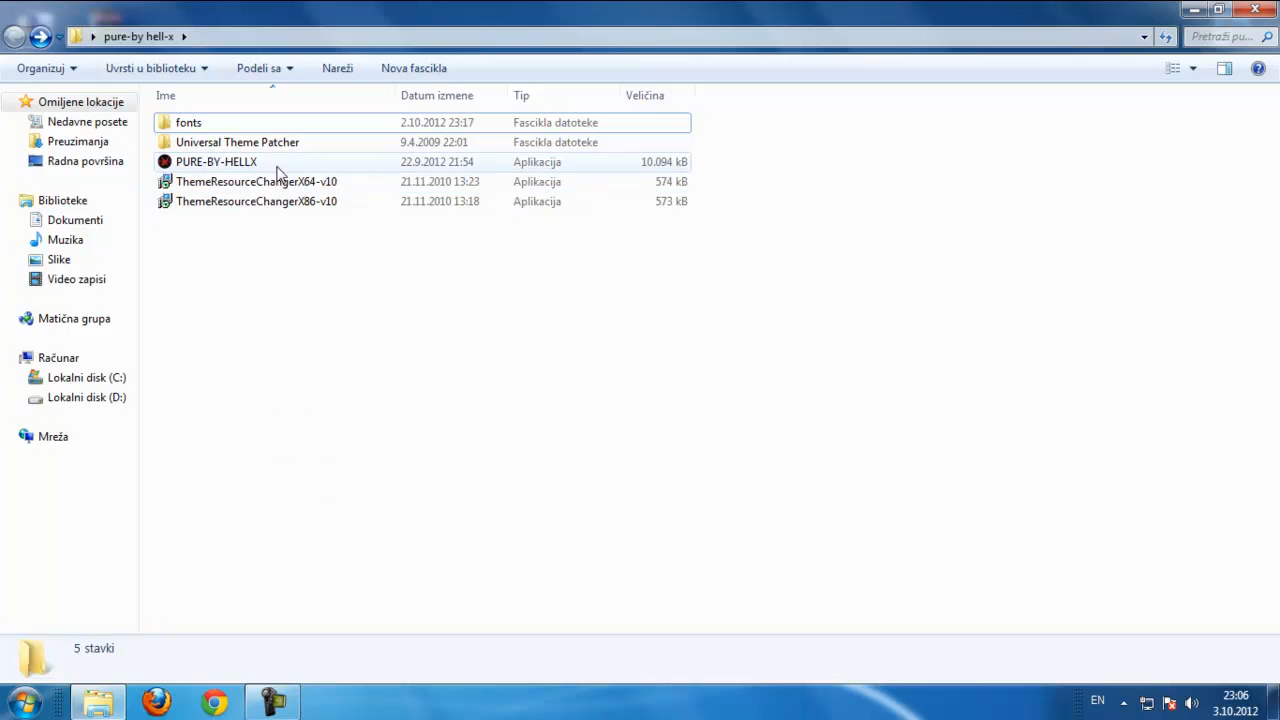 pure-by hell-x
Pretraži pu...
Organizuj Uvrsti u biblioteku Podeli sa Nareži Nova fascikla
Ime Datum izmene Tip Veličina
fonts 2.10.2012 23:17 Fascikla datoteke
Universal Theme Patcher 9.4.2009 22:01 Fascikla datoteke
PURE-BY-HELLX 22.9.2012 21:54 Aplikacija 10.094 kB
ThemeResourceChangerX64-v10 21.11.2010 13:23 Aplikacija 574 kB
ThemeResourceChangerX86-v10 21.11.2010 13:18 Aplikacija 573 kB
Omiljene lokacije
Nedavne posete
Preuzimanja
Radna površina
Biblioteke
Dokumenti
Muzika
Slike
Video zapisi
Matična grupa
Računar
Lokalni disk (C:)
Lokalni disk (D:)
Mreža
5 stavki
EN
23:06
3.10.2012